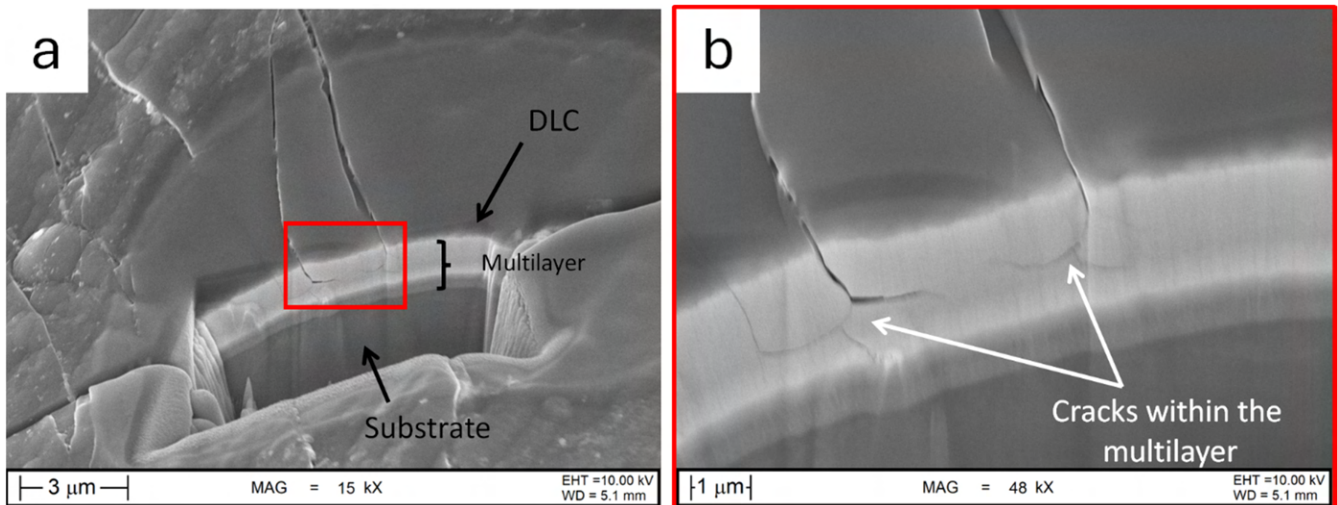 a
DLC
Multilayer
Substrate
3 μm
MAG = 15 kX
EHT =10.00 kV
WD = 5.1 mm
b
Cracks within the
multilayer
1 μm
MAG = 48 kX
EHT =10.00 kV
WD = 5.1 mm